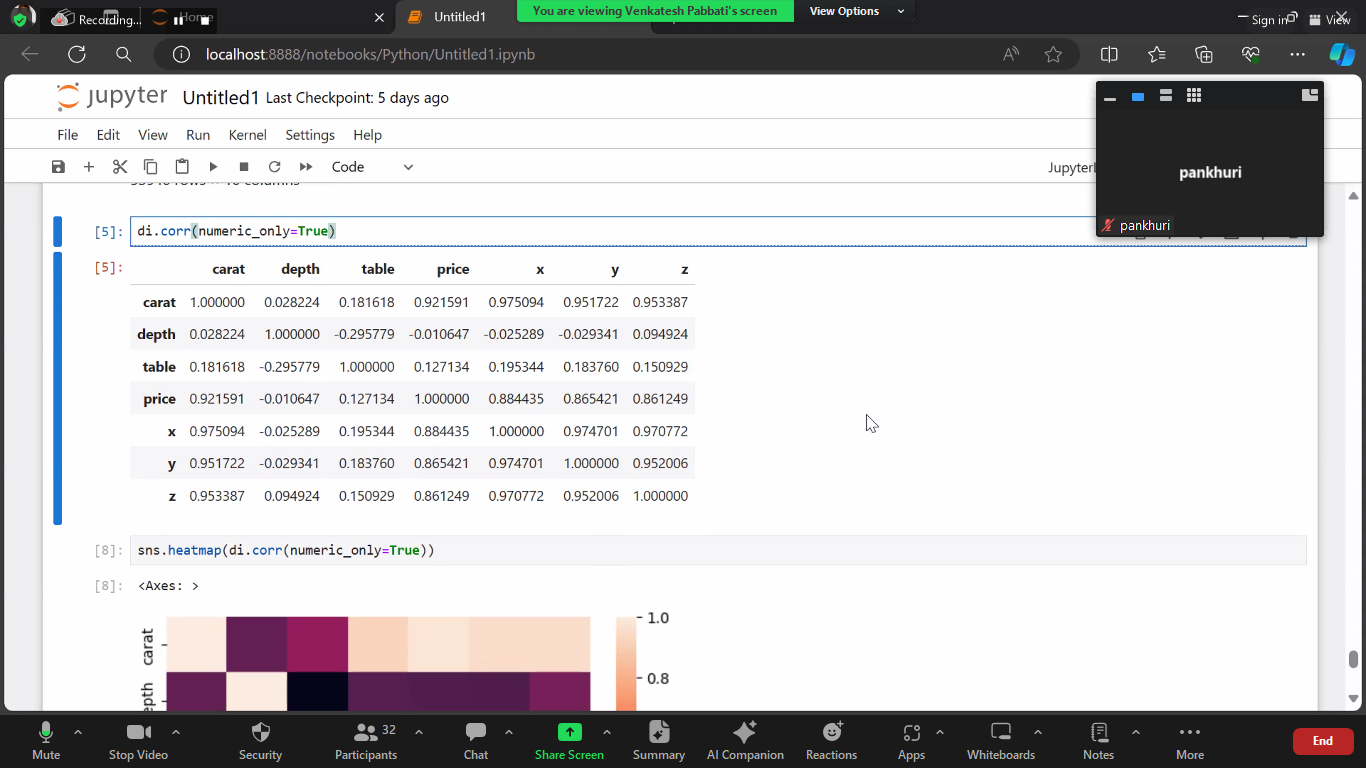 Recording...
Home
Untitled1
You are viewing Venkatesh Pabbati's screen
View Options
Sign in
View
localhost:8888/notebooks/Python/Untitled1.ipynb
jupyter Untitled1 Last Checkpoint: 5 days ago
File Edit View Run Kernel Settings Help
Code
pankhuri
pankhuri
[5]: di.corr(numeric_only=True)
[5]: carat depth table price x y z
carat 1.000000 0.028224 0.181618 0.921591 0.975094 0.951722 0.953387
depth 0.028224 1.000000 -0.295779 -0.010647 -0.025289 -0.029341 0.094924
table 0.181618 -0.295779 1.000000 0.127134 0.195344 0.183760 0.150929
price 0.921591 -0.010647 0.127134 1.000000 0.884435 0.865421 0.861249
x 0.975094 -0.025289 0.195344 0.884435 1.000000 0.974701 0.970772
y 0.951722 -0.029341 0.183760 0.865421 0.974701 1.000000 0.952006
z 0.953387 0.094924 0.150929 0.861249 0.970772 0.952006 1.000000
[8]: sns.heatmap(di.corr(numeric_only=True))
[8]: <Axes: >
carat
1.0
0.8
32
Mute Stop Video Security Participants Chat Share Screen Summary AI Companion Reactions Apps Whiteboards Notes More End